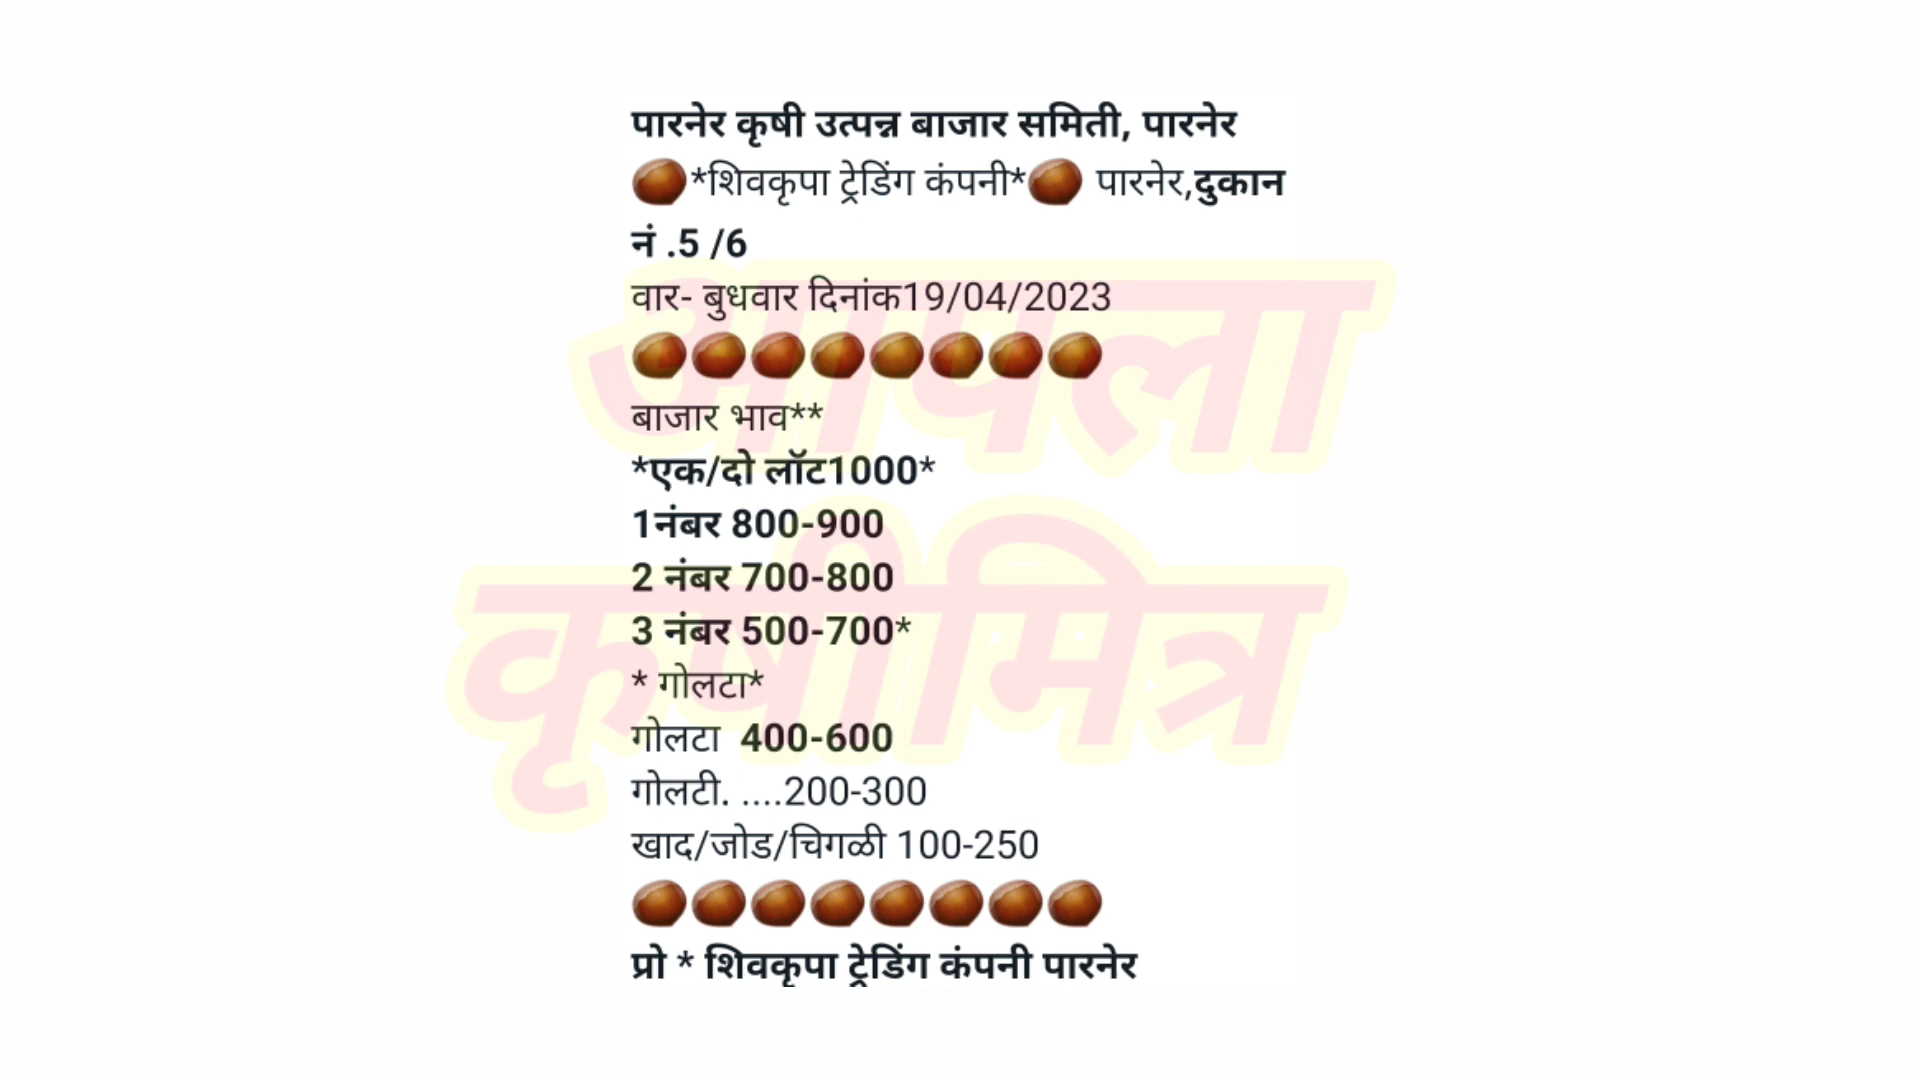 पारनेर कृषी उत्पन्न बाजार समिती, पारनेर
🌰*शिवकृपा ट्रेडिंग कंपनी*🌰 पारनेर,दुकान
नं .5 /6
वार- बुधवार दिनांक19/04/2023
🌰🌰🌰🌰🌰🌰🌰🌰
बाजार भाव**
*एक/दो लॉट1000*
1नंबर 800-900
2 नंबर 700-800
3 नंबर 500-700*
* गोलटा*
गोलटा 400-600
गोलटी. ....200-300
खाद/जोड/चिगळी 100-250
🌰🌰🌰🌰🌰🌰🌰🌰
प्रो * शिवकृपा ट्रेडिंग कंपनी पारनेर
आपला
कृषीमित्र